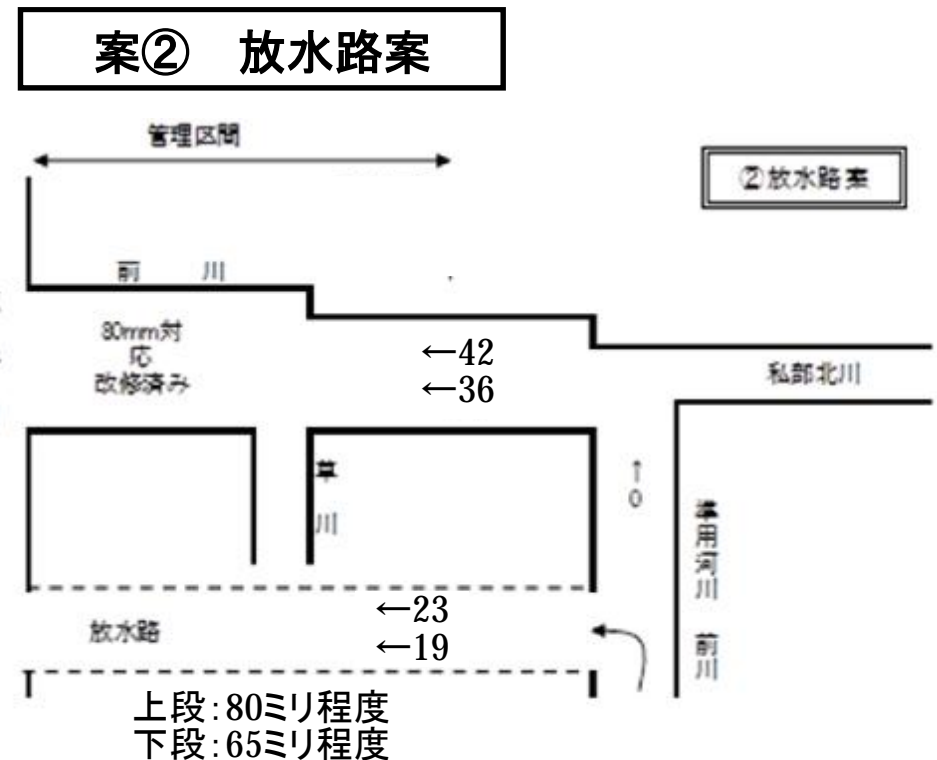 案② 放水路案
管理区間
②放水路案
前 川
80mm対
応
改修済み
←42
←36
私部北川
草
川
↑
0
準用河川 前川
←23
←19
放水路
上段:80ミリ程度
下段:65ミリ程度